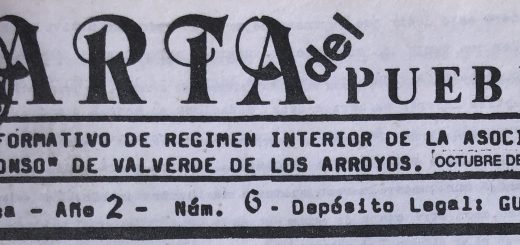 ARTA del PUEB
FORMATIVO DE REGIMEN INTERIOR DE LA ASOCI
ONSO" DE VALVERDE DE LOS ARROYOS. OCTUBRE DE
a - Año 2 - Núm. 6 - Depósito Legal: GU